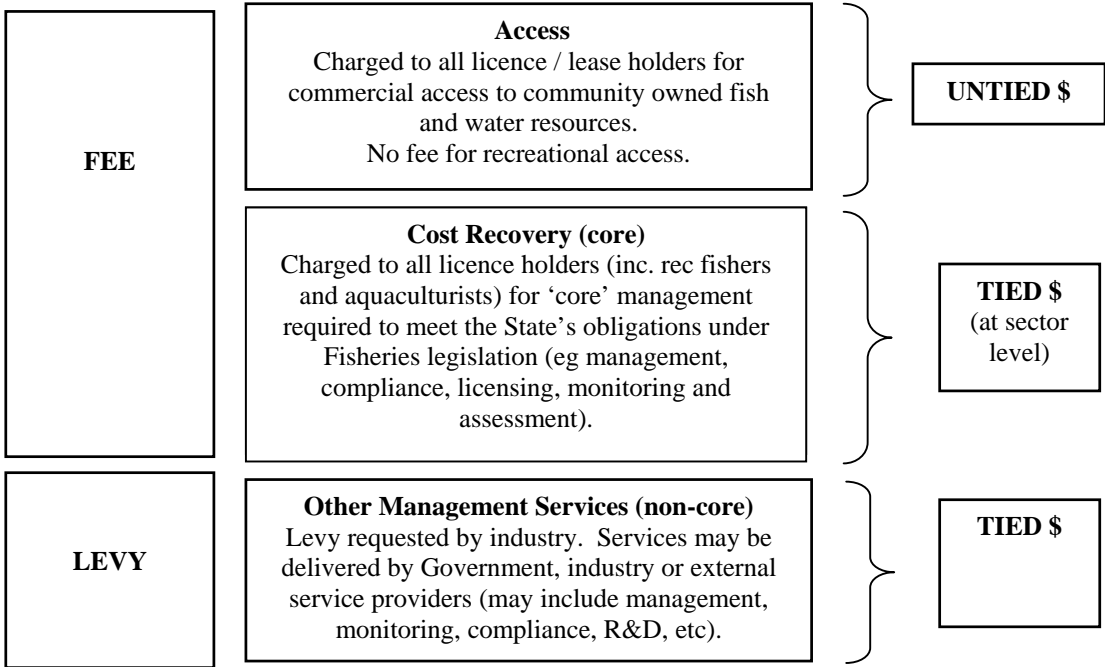 FEE
Access
Charged to all licence / lease holders for
commercial access to community owned fish
and water resources.
No fee for recreational access.
UNTIED $
Cost Recovery (core)
Charged to all licence holders (inc. rec fishers
and aquaculturists) for ‘core’ management
required to meet the State’s obligations under
Fisheries legislation (eg management,
compliance, licensing, monitoring and
assessment).
TIED $
(at sector
level)
LEVY
Other Management Services (non-core)
Levy requested by industry.  Services may be
delivered by Government, industry or external
service providers (may include management,
monitoring, compliance, R&D, etc).
TIED $